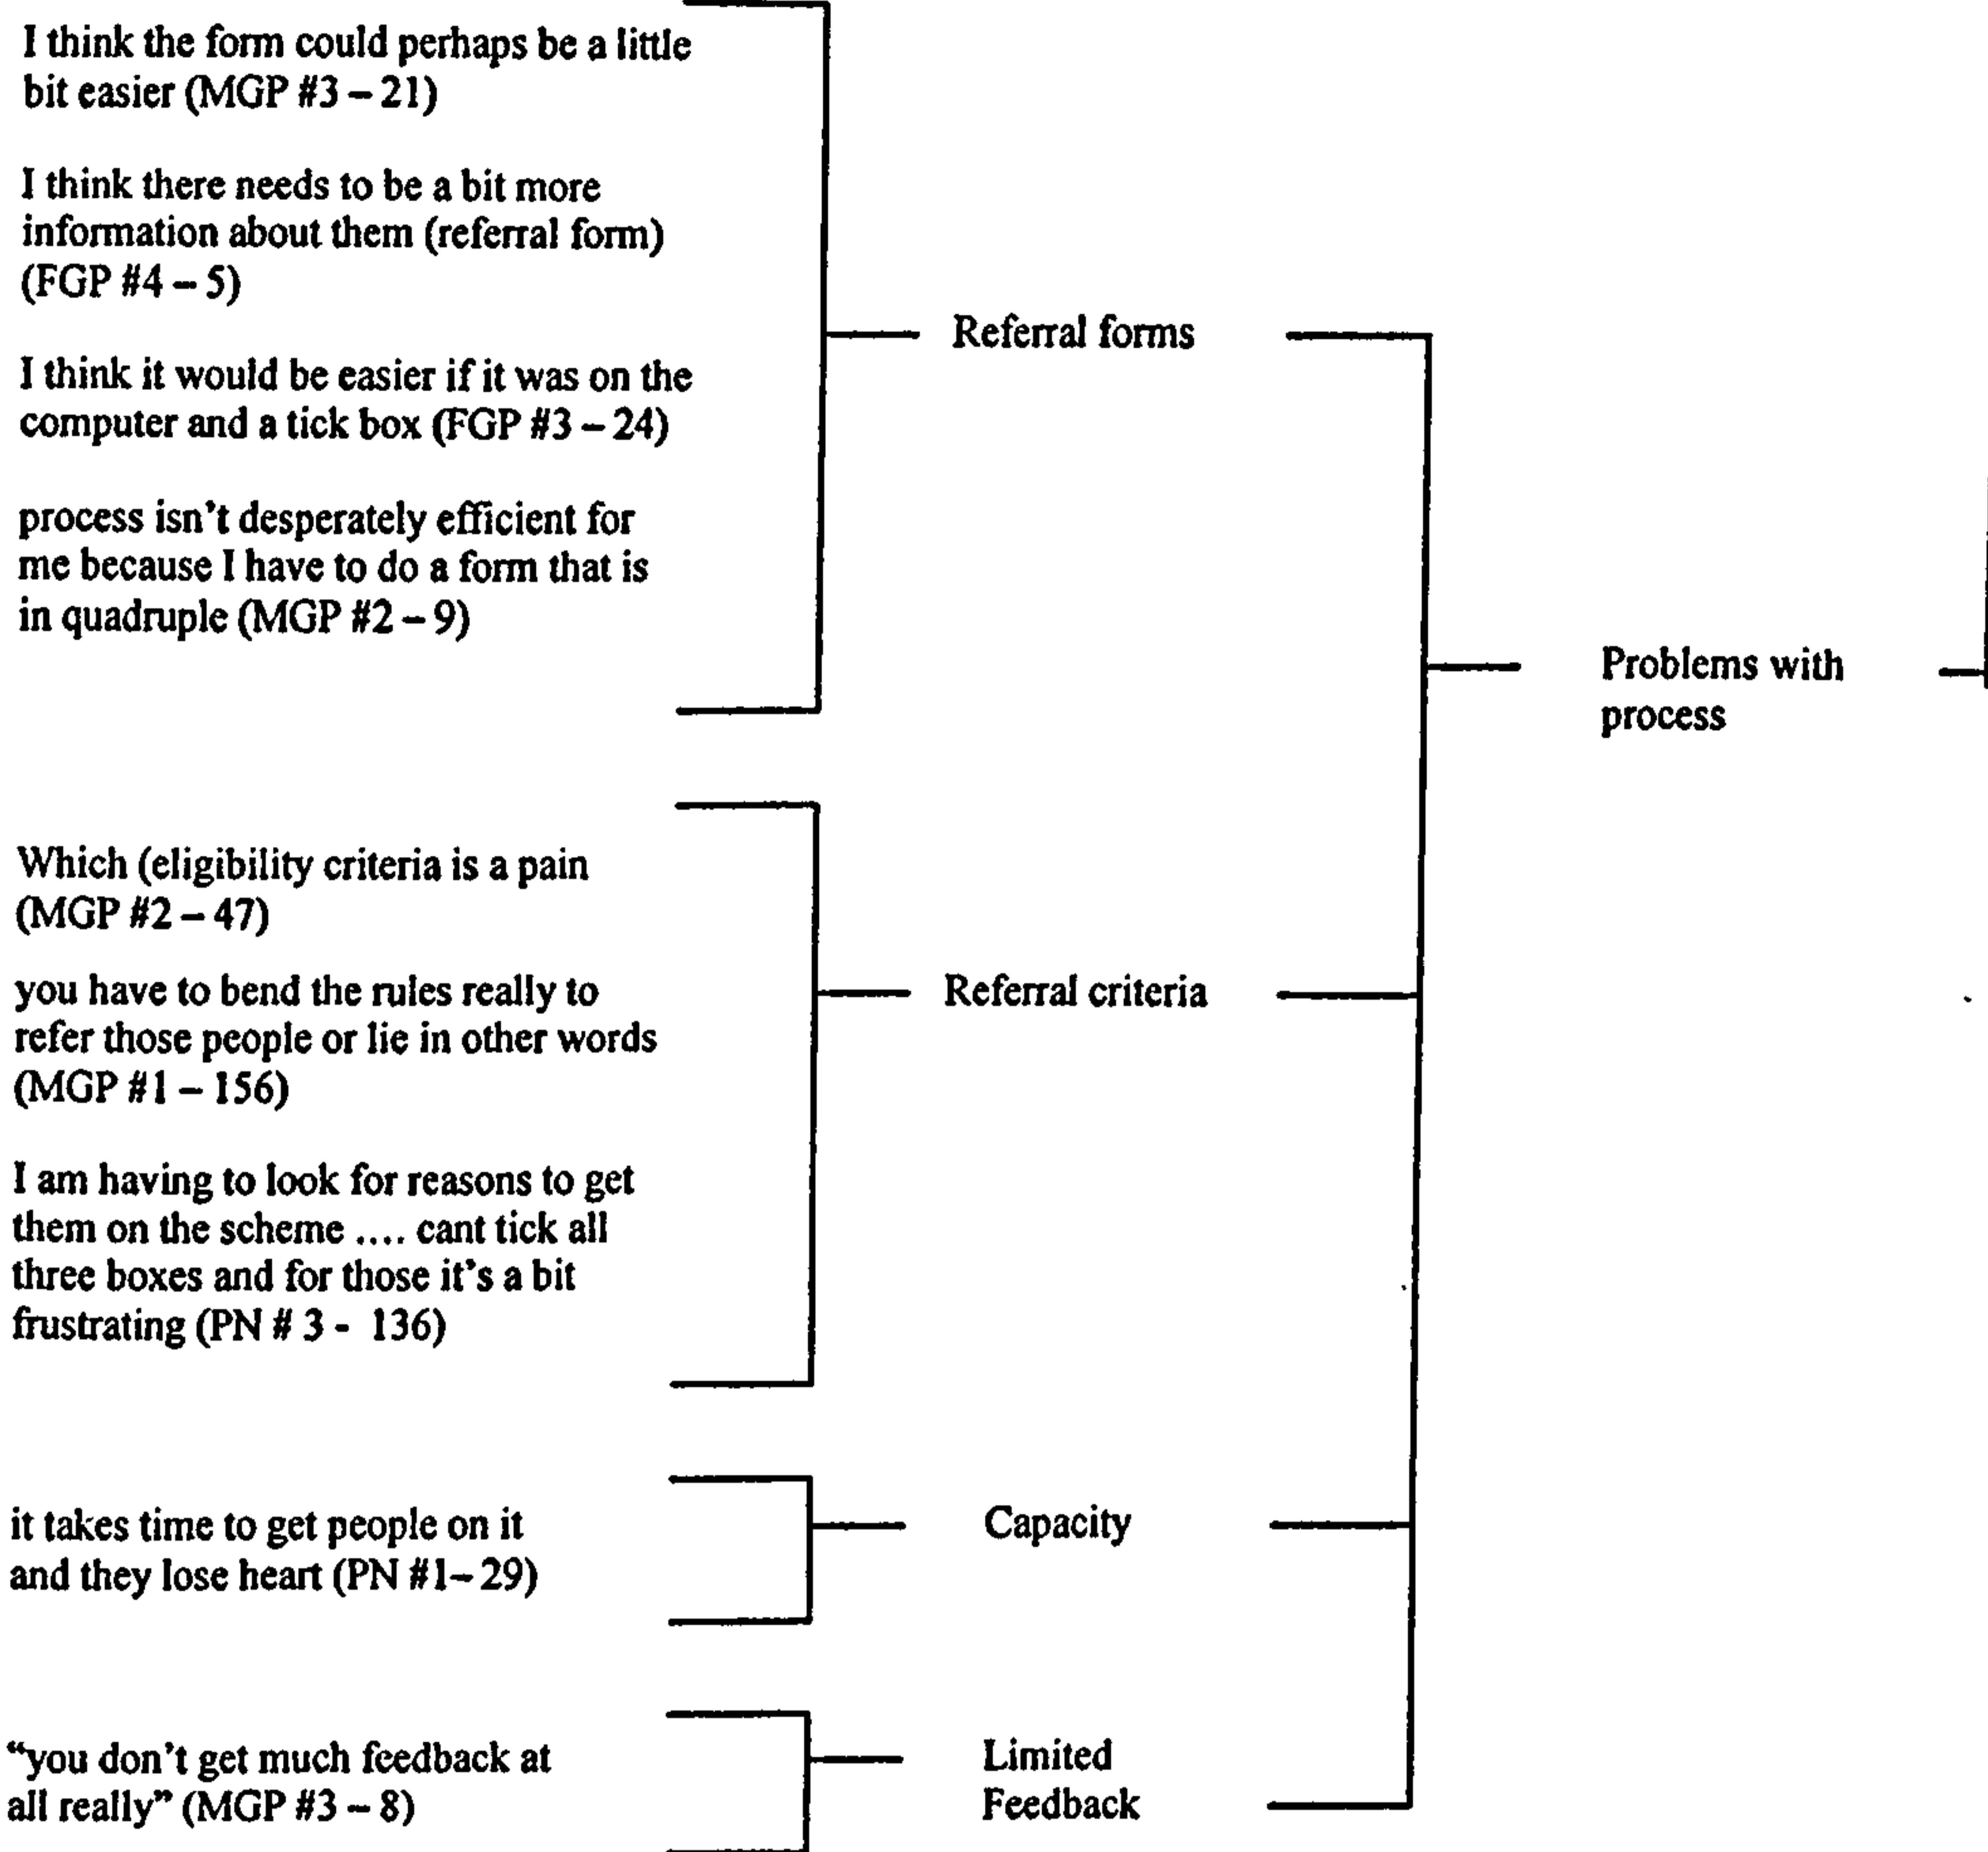 I think the form could perhaps be a little
bit easier (MGP #3 – 21)
I think there needs to be a bit more
information about them (referral form)
(FGP #4 – 5)
I think it would be easier if it was on the
computer and a tick box (FGP #3 – 24)
process isn't desperately efficient for
me because I have to do a form that is
in quadruple (MGP #2 – 9)
Referral forms
Which (eligibility criteria is a pain
(MGP #2 – 47)
you have to bend the rules really to
refer those people or lie in other words
(MGP #1 – 156)
I am having to look for reasons to get
them on the scheme .... cant tick all
three boxes and for those it's a bit
frustrating (PN # 3 - 136)
Referral criteria
it takes time to get people on it
and they lose heart (PN #1– 29)
Capacity
“you don't get much feedback at
all really” (MGP #3 – 8)
Limited
Feedback
Problems with
process